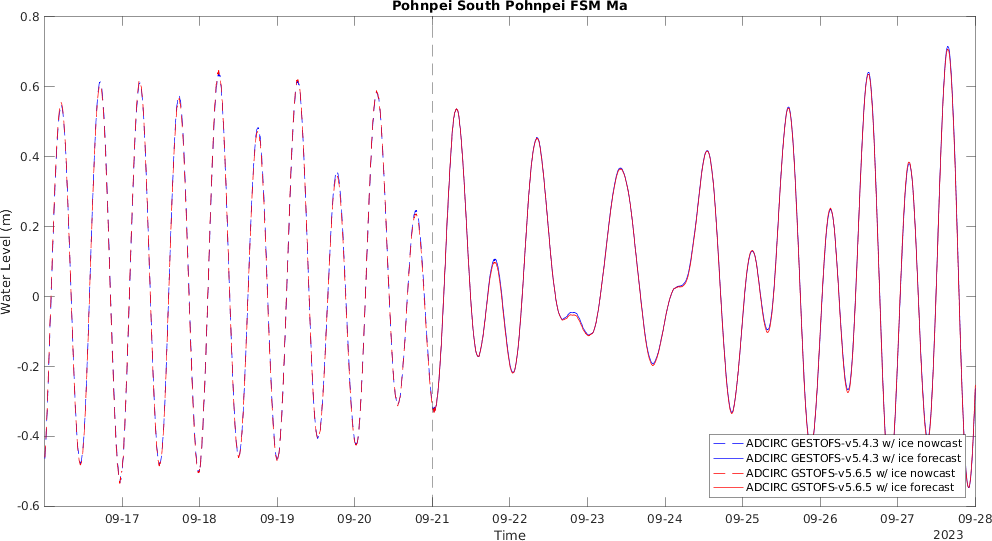 Pohnpei South Pohnpei FSM Ma
0.8
0.6
0.4
0.2
0
-0.2
-0.4
-0.6
Water Level (m)
ADCIRC GESTOFS-v5.4.3 w/ ice nowcast
ADCIRC GESTOFS-v5.4.3 w/ ice forecast
ADCIRC GSTOFS-v5.6.5 w/ ice nowcast
ADCIRC GSTOFS-v5.6.5 w/ ice forecast
09-17 09-18 09-19 09-20 09-21 09-22 09-23 09-24 09-25 09-26 09-27 09-28
Time
2023